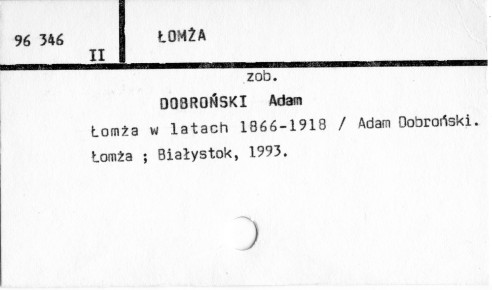 96 346
II
ŁOMŻA
zob.
DOBROŃSKI Adam
Łomża w latach 1866-1918 / Adam Dobroński.
Łomża ; Białystok, 1993.